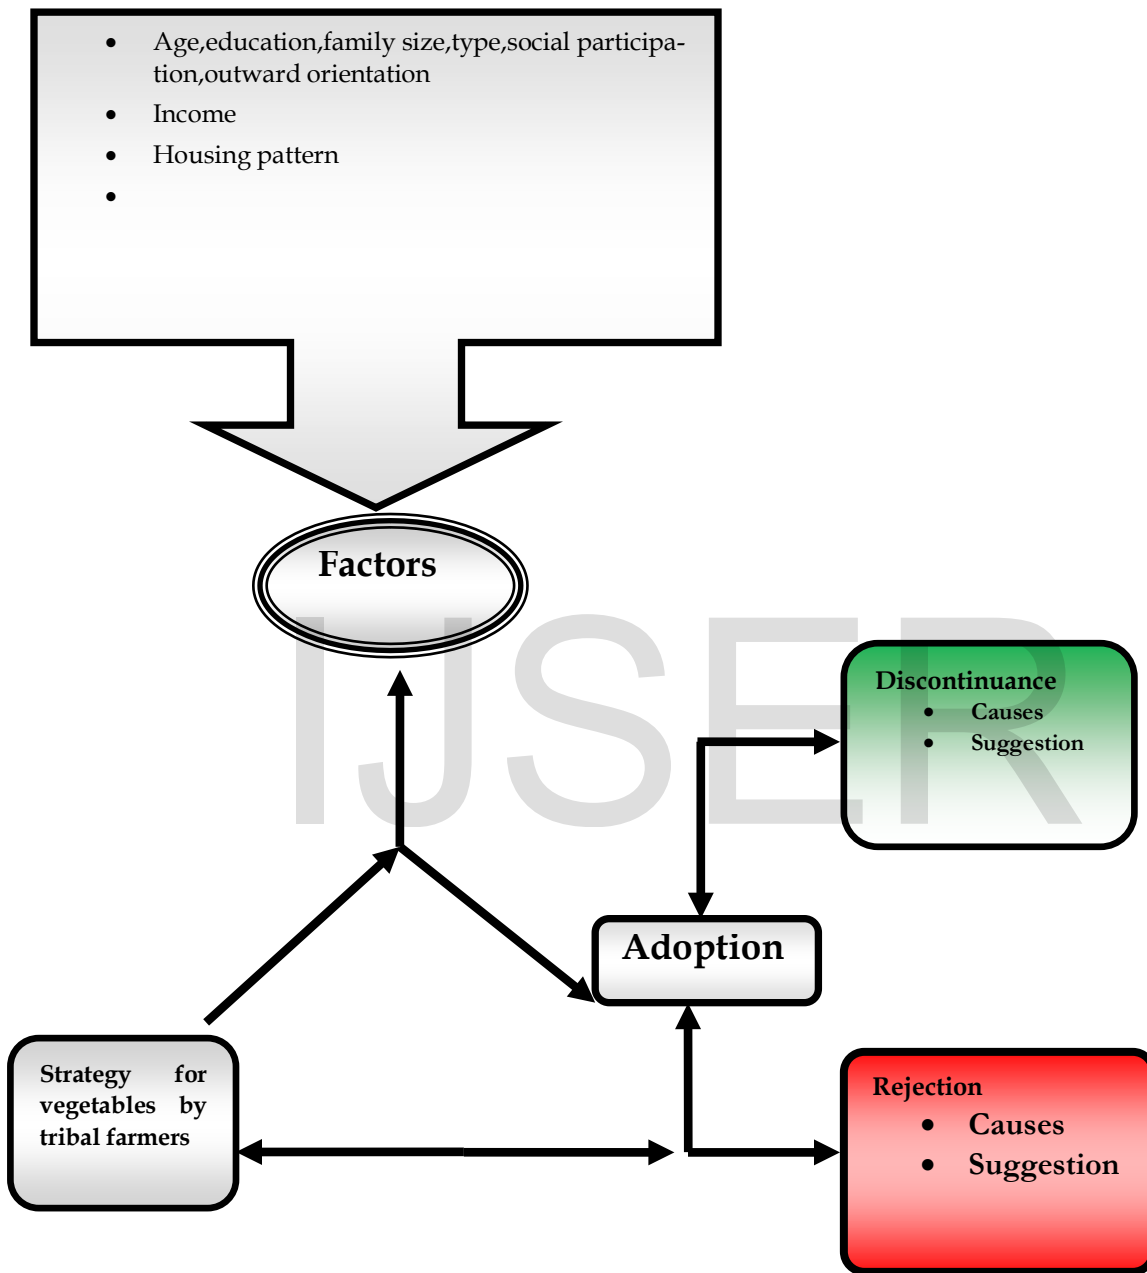 • Age,education,family size,type,social participa-
tion,outward orientation
• Income
• Housing pattern
•
Factors
IJSER
Discontinuance
• Causes
• Suggestion
Adoption
Strategy for
vegetables by
tribal farmers
Rejection
• Causes
• Suggestion